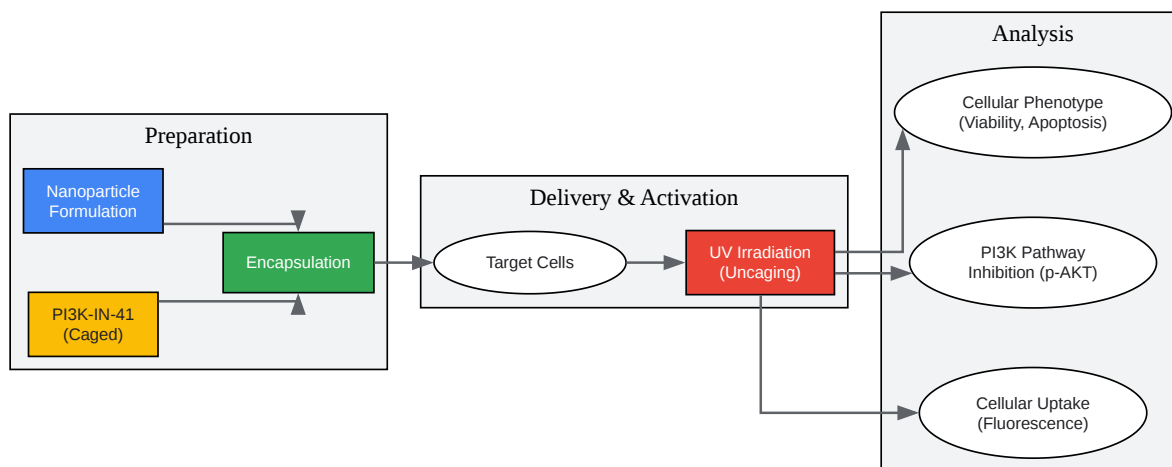 Preparation
Nanoparticle
Formulation
PI3K-IN-41
(Caged)
Encapsulation
Delivery & Activation
Target Cells
UV Irradiation
(Uncaging)
Analysis
Cellular Phenotype
(Viability, Apoptosis)
PI3K Pathway
Inhibition (p-AKT)
Cellular Uptake
(Fluorescence)